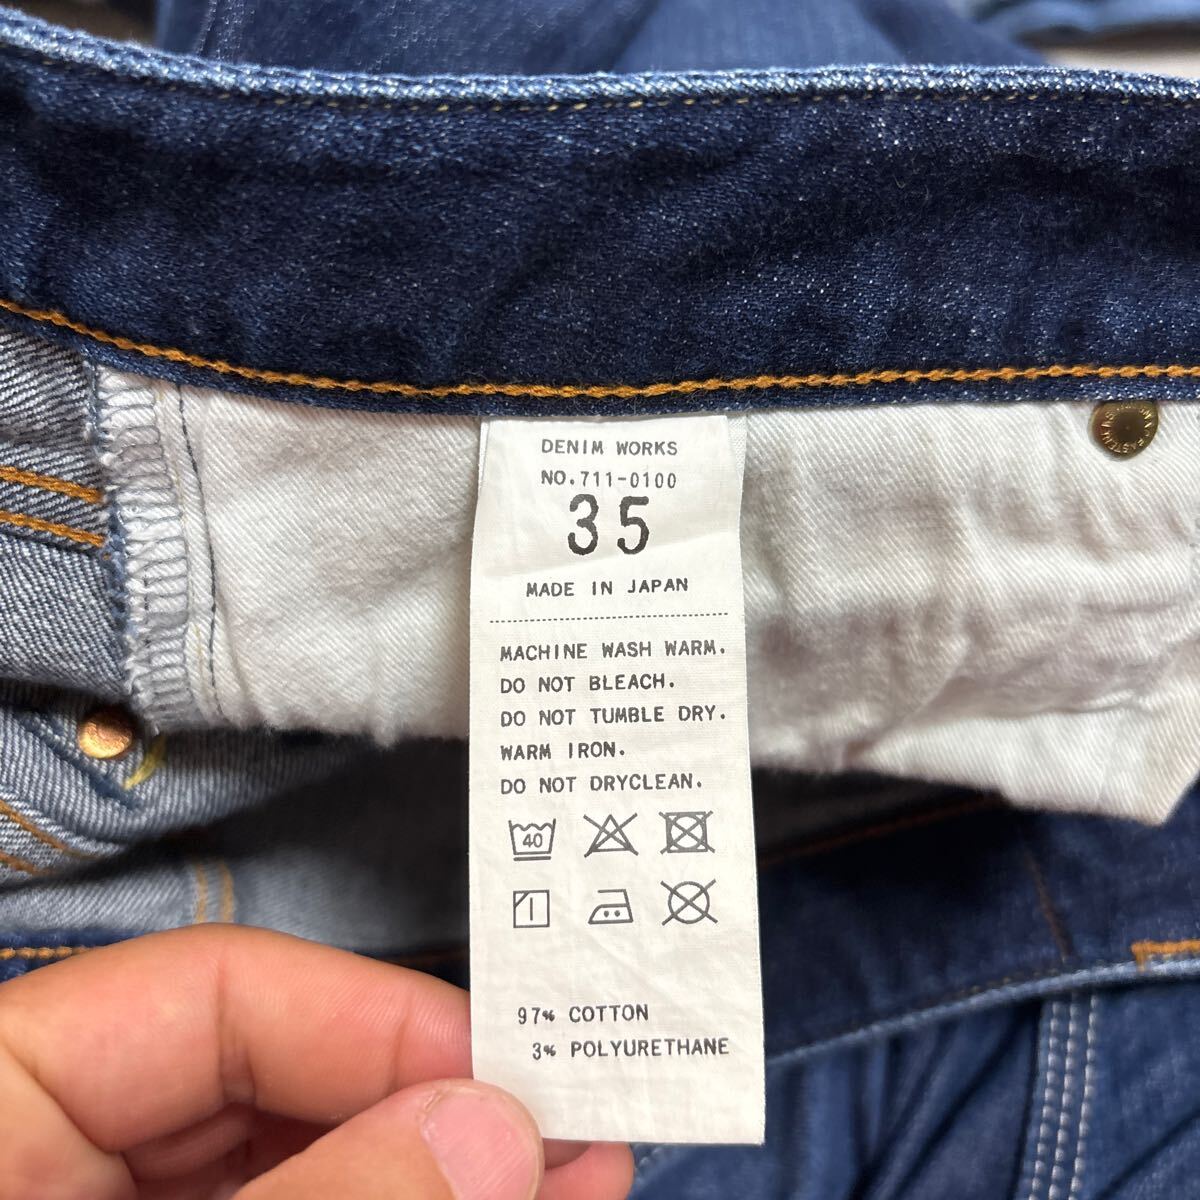 DENIM WORKS
NO.711-0100
35
MADE IN JAPAN
MACHINE WASH WARM.
DO NOT BLEACH.
DO NOT TUMBLE DRY.
WARM IRON.
DO NOT DRYCLEAN.
40
97% COTTON
3% POLYURETHANE